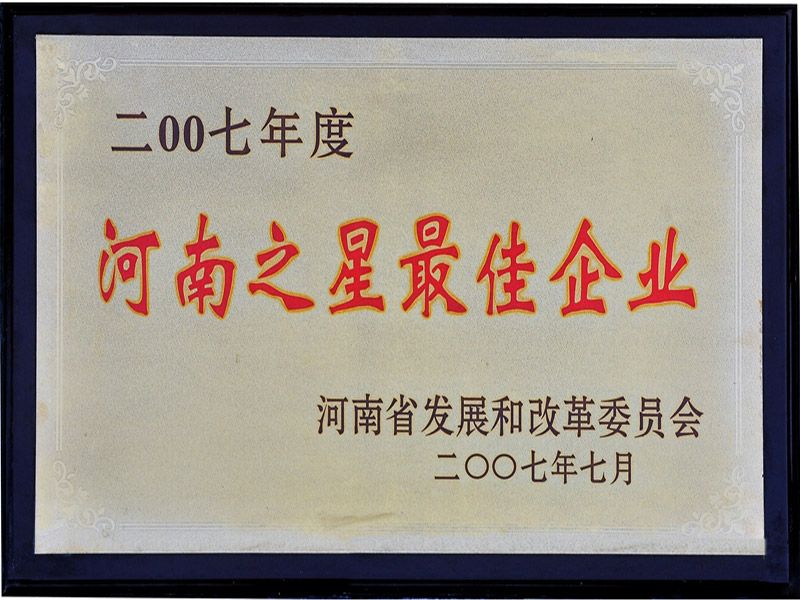 二00七年度
河南之星最佳企业
河南省发展和改革委员会
二〇〇七年七月